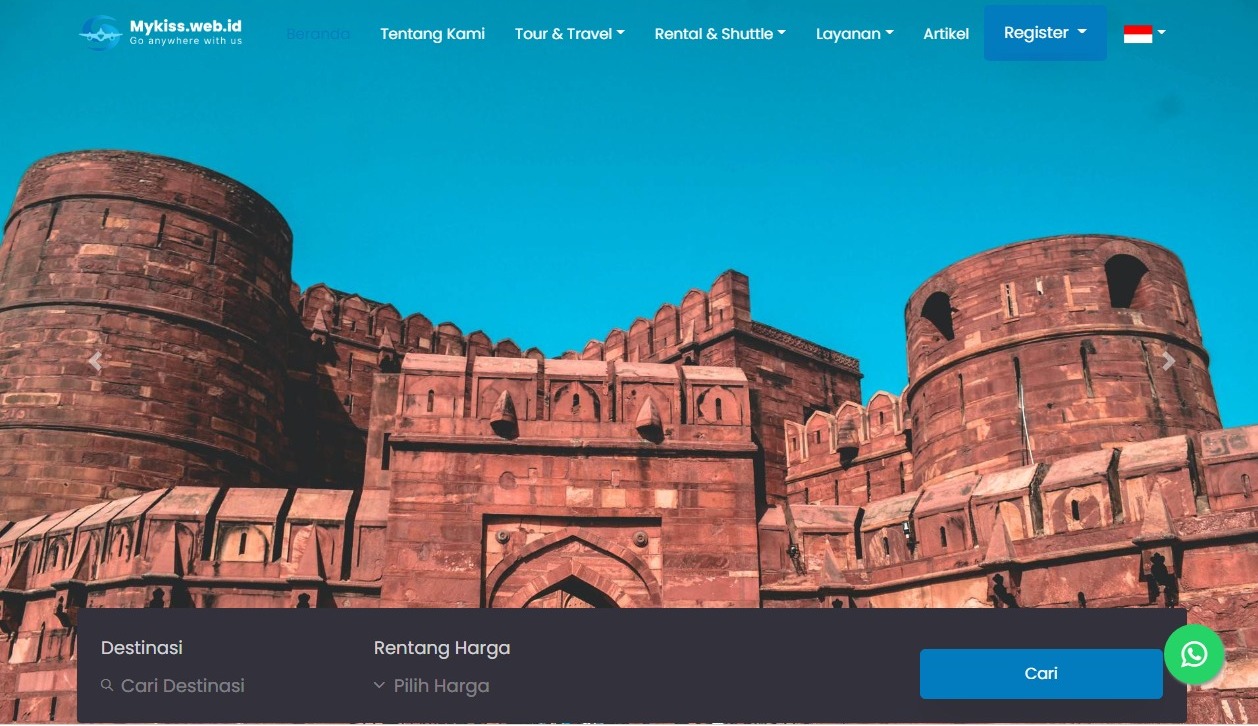 Mykiss.web.id
Go anywhere with us
Beranda
Tentang Kami
Tour & Travel
Rental & Shuttle
Layanan
Artikel
Register
Destinasi
Cari Destinasi
Rentang Harga
Pilih Harga
Cari